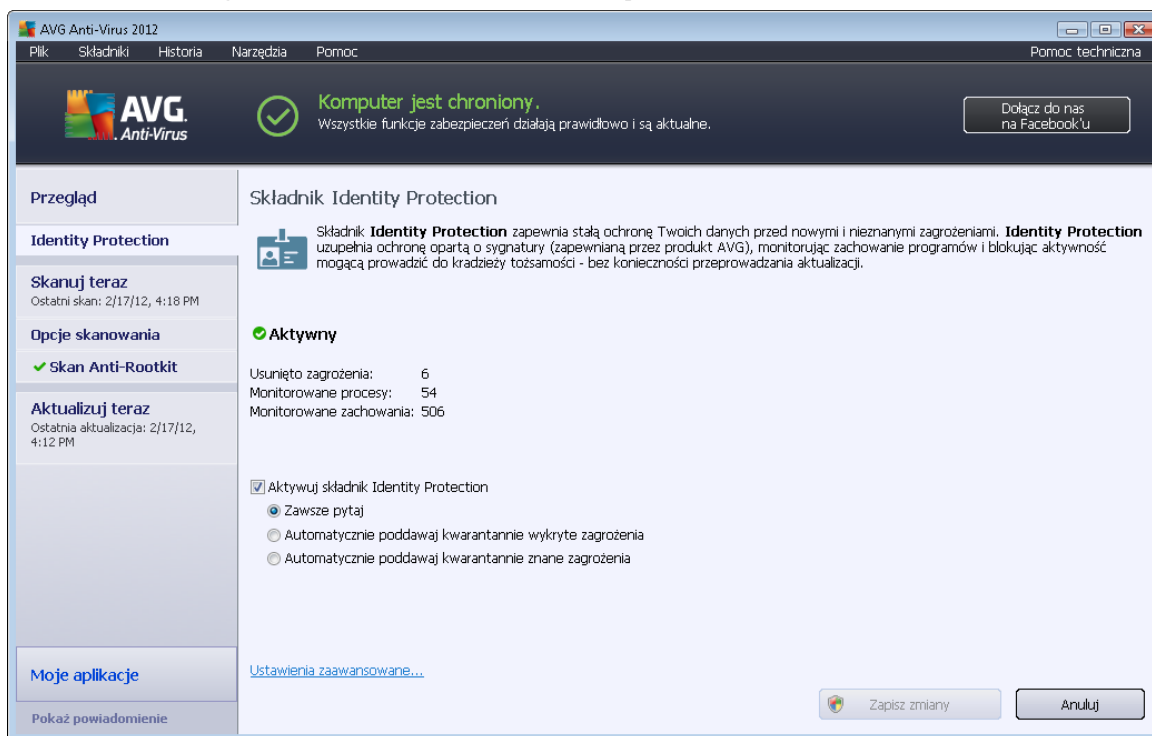 AVG Anti-Virus 2012
Plik Składniki Historia Narzędzia Pomoc Pomoc techniczna
AVG.
Anti-Virus
Komputer jest chroniony.
Wszystkie funkcje zabezpieczeń działają prawidłowo i są aktualne.
Dołącz do nas
na Facebook'u
Przegląd
Identity Protection
Skanuj teraz
Ostatni skan: 2/17/12, 4:18 PM
Opcje skanowania
Skan Anti-Rootkit
Aktualizuj teraz
Ostatnia aktualizacja: 2/17/12,
4:12 PM
Moje aplikacje
Pokaż powiadomienie
Składnik Identity Protection
Składnik Identity Protection zapewnia stałą ochronę Twoich danych przed nowymi i nieznanymi zagrożeniami. Identity Protection
uzupełnia ochronę opartą o sygnatury (zapewnianą przez produkt AVG), monitorując zachowanie programów i blokując aktywność
mogącą prowadzić do kradzieży tożsamości - bez konieczności przeprowadzania aktualizacji.
Aktywny
Usunięto zagrożenia: 6
Monitorowane procesy: 54
Monitorowane zachowania: 506
Aktywuj składnik Identity Protection
Zawsze pytaj
Automatycznie poddawaj kwarantannie wykryte zagrożenia
Automatycznie poddawaj kwarantannie znane zagrożenia
Ustawienia zaawansowane...
Zapisz zmiany
Anuluj